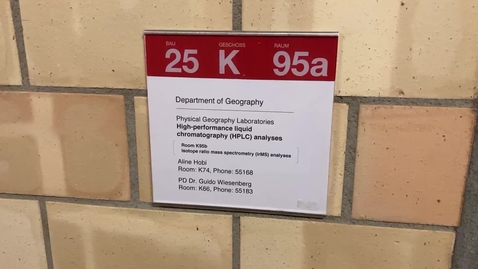 BAU GESCHOSS RAUM
25 K 95a
Department of Geography
Physical Geography Laboratories
High-performance liquid
chromatography (HPLC) analyses
Room K95b
Isotope ratio mass spectrometry (irMS) analyses
Aline Hobi
Room: K74, Phone: 55168
PD Dr. Guido Wiesenberg
Room: K66, Phone: 55183